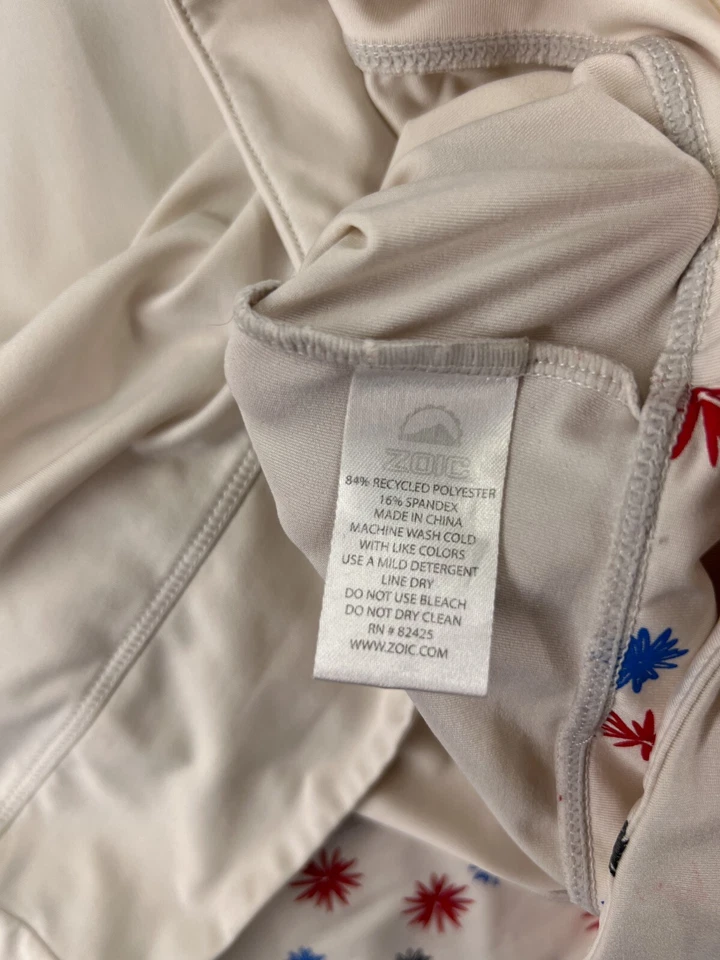 ZOIC
84% RECYCLED POLYESTER
16% SPANDEX
MADE IN CHINA
MACHINE WASH COLD
WITH LIKE COLORS
USE A MILD DETERGENT
LINE DRY
DO NOT USE BLEACH
DO NOT DRY CLEAN
RN # 82425
WWW.ZOIC.COM